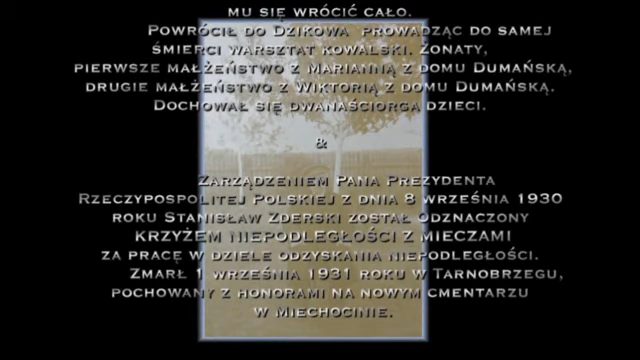 mu się wrócić cało.
Powrócił do Dzikowa prowadząc do samej
śmierci warsztat kowalski. Żonaty,
pierwsze małżeństwo z Marianną z domu Dumańską,
drugie małżeństwo z Wiktorią z domu Dumańską.
Dochował się dwanaściorga dzieci.
&
Zarządzeniem Pana Prezydenta
Rzeczypospolitej Polskiej z dnia 8 września 1930
roku Stanisław Zderski został odznaczony
KRZYŻEM NIEPODLEGŁOŚCI Z MIECZAMI
za pracę w dziele odzyskania niepodległości.
Zmarł 1 września 1931 roku w Tarnobrzegu,
pochowany z honorami na nowym cmentarzu
w Miechocinie.